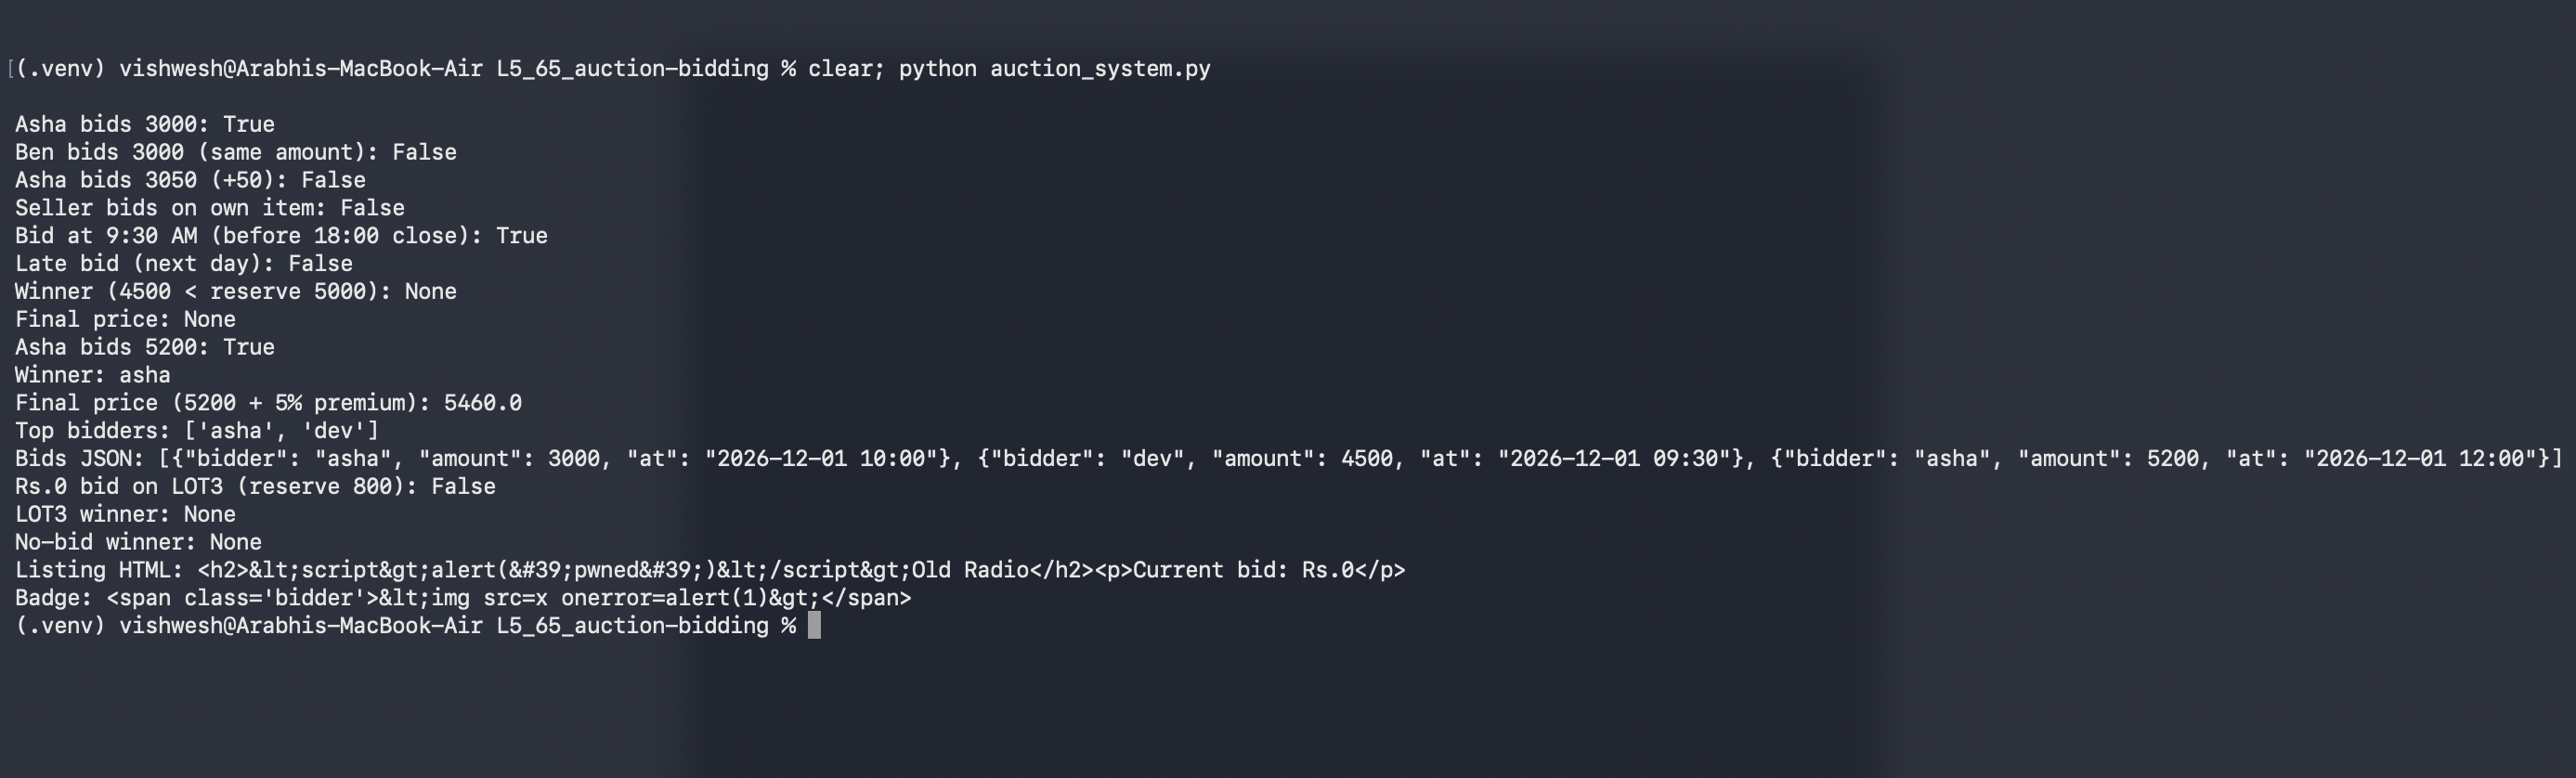 [(.venv) vishwesh@Arabhis-MacBook-Air L5_65_auction-bidding % clear; python auction_system.py
Asha bids 3000: True
Ben bids 3000 (same amount): False
Asha bids 3050 (+50): False
Seller bids on own item: False
Bid at 9:30 AM (before 18:00 close): True
Late bid (next day): False
Winner (4500 < reserve 5000): None
Final price: None
Asha bids 5200: True
Winner: asha
Final price (5200 + 5% premium): 5460.0
Top bidders: ['asha', 'dev']
Bids JSON: [{"bidder": "asha", "amount": 3000, "at": "2026-12-01 10:00"}, {"bidder": "dev", "amount": 4500, "at": "2026-12-01 09:30"}, {"bidder": "asha", "amount": 5200, "at": "2026-12-01 12:00"}]
Rs.0 bid on LOT3 (reserve 800): False
LOT3 winner: None
No-bid winner: None
Listing HTML: <h2>&lt;script&gt;alert(&#39;pwned&#39;)&lt;/script&gt;Old Radio</h2><p>Current bid: Rs.0</p>
Badge: <span class='bidder'>&lt;img src=x onerror=alert(1)&gt;</span>
(.venv) vishwesh@Arabhis-MacBook-Air L5_65_auction-bidding %